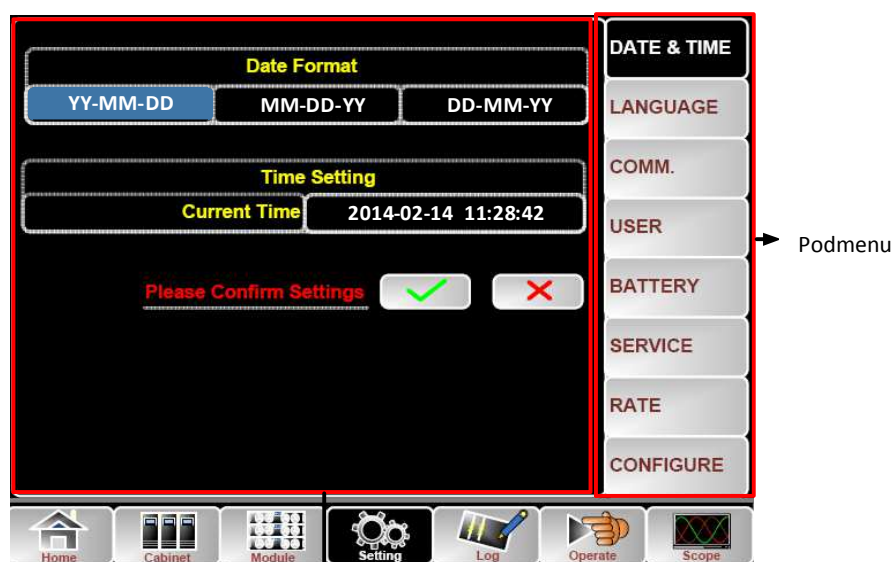 Date Format
YY-MM-DD MM-DD-YY DD-MM-YY
Time Setting
Current Time 2014-02-14 11:28:42
Please Confirm Settings
DATE & TIME
LANGUAGE
COMM.
USER
BATTERY
SERVICE
RATE
CONFIGURE
Podmenu
Home Cabinet Module Setting Log Operate Scope